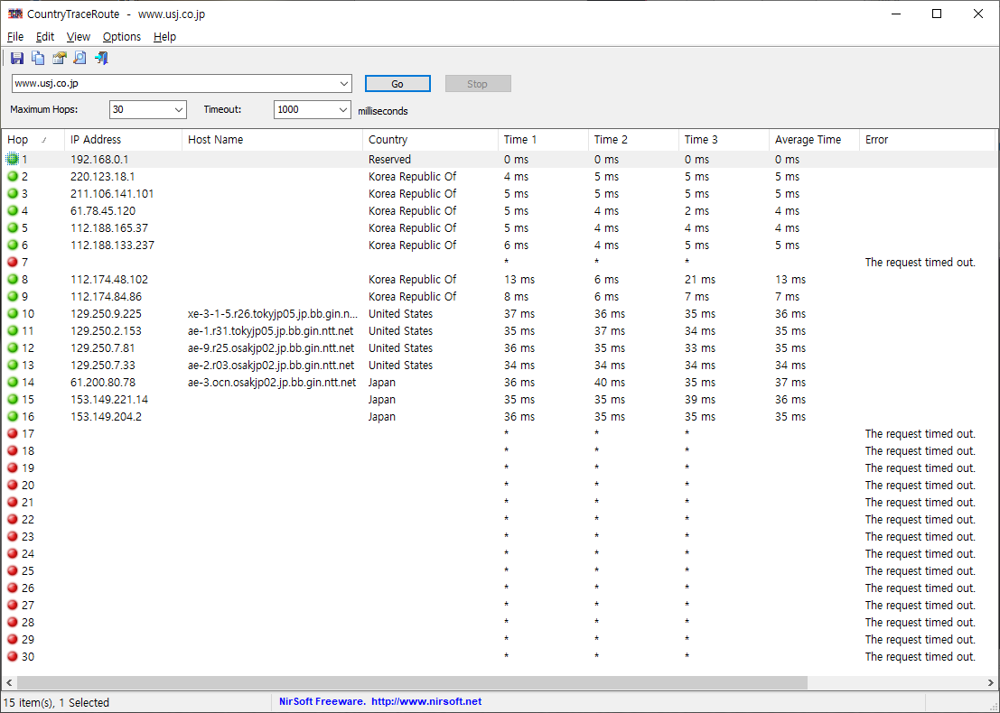 CountryTraceRoute - www.usj.co.jp
File Edit View Options Help
www.usj.co.jp Go Stop
Maximum Hops: 30 Timeout: 1000 milliseconds
Hop IP Address Host Name Country Time 1 Time 2 Time 3 Average Time Error
1 192.168.0.1 Reserved 0 ms 0 ms 0 ms 0 ms
2 220.123.18.1 Korea Republic Of 4 ms 5 ms 5 ms 5 ms
3 211.106.141.101 Korea Republic Of 5 ms 5 ms 5 ms 5 ms
4 61.78.45.120 Korea Republic Of 5 ms 4 ms 2 ms 4 ms
5 112.188.165.37 Korea Republic Of 5 ms 4 ms 4 ms 4 ms
6 112.188.133.237 Korea Republic Of 6 ms 4 ms 5 ms 5 ms
7 * * * The request timed out.
8 112.174.48.102 Korea Republic Of 13 ms 6 ms 21 ms 13 ms
9 112.174.84.86 Korea Republic Of 8 ms 6 ms 7 ms 7 ms
10 129.250.9.225 xe-3-1-5.r26.tokyjp05.jp.bb.gin.n... United States 37 ms 36 ms 35 ms 36 ms
11 129.250.2.153 ae-1.r31.tokyjp05.jp.bb.gin.ntt.net United States 35 ms 37 ms 34 ms 35 ms
12 129.250.7.81 ae-9.r25.osakjp02.jp.bb.gin.ntt.net United States 36 ms 35 ms 33 ms 35 ms
13 129.250.7.33 ae-2.r03.osakjp02.jp.bb.gin.ntt.net United States 34 ms 34 ms 34 ms 34 ms
14 61.200.80.78 ae-3.ocn.osakjp02.jp.bb.gin.ntt.net Japan 36 ms 40 ms 35 ms 37 ms
15 153.149.221.14 Japan 35 ms 35 ms 39 ms 36 ms
16 153.149.204.2 Japan 36 ms 35 ms 35 ms 35 ms
17 * * * The request timed out.
18 * * * The request timed out.
19 * * * The request timed out.
20 * * * The request timed out.
21 * * * The request timed out.
22 * * * The request timed out.
23 * * * The request timed out.
24 * * * The request timed out.
25 * * * The request timed out.
26 * * * The request timed out.
27 * * * The request timed out.
28 * * * The request timed out.
29 * * * The request timed out.
30 * * * The request timed out.
15 item(s), 1 Selected NirSoft Freeware. http://www.nirsoft.net